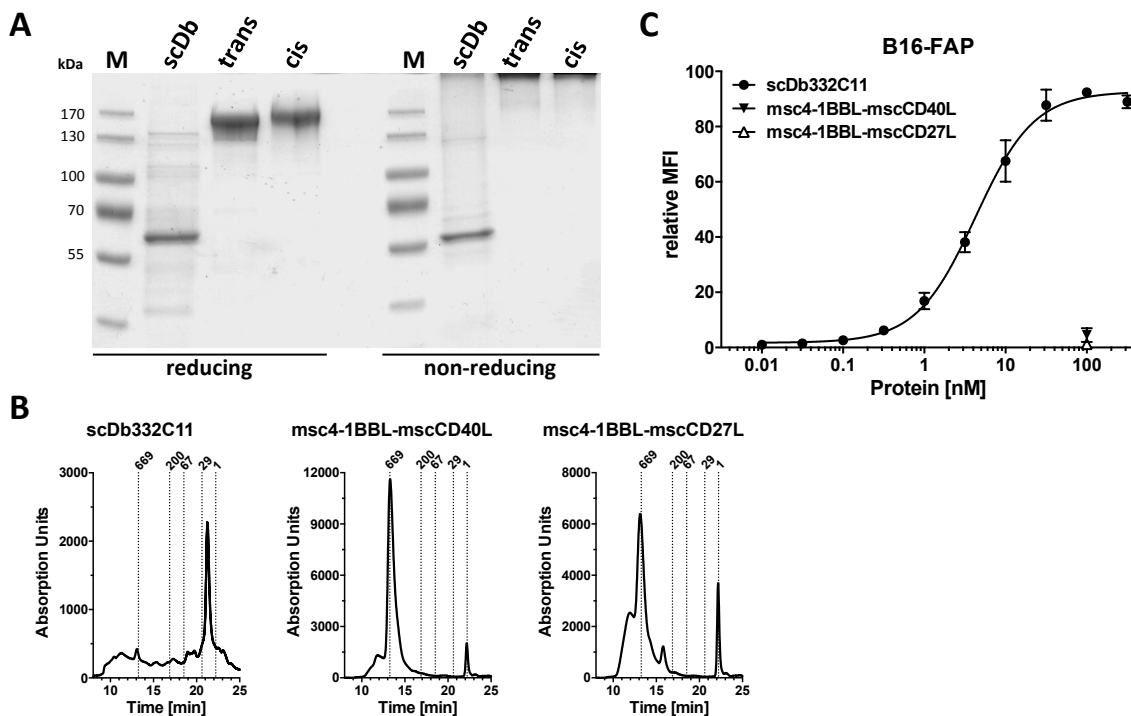 A
M scDb trans cis M scDb trans cis
kDa
170
130
100
70
55
reducing non-reducing
C
B16-FAP
scDb332C11
msc4-1BBL-mscCD40L
msc4-1BBL-mscCD27L
relative MFI
100
80
60
40
20
0
0.01 0.1 1 10 100
Protein [nM]
B
scDb332C11
669 200 67 29 1
Absorption Units
3000
2000
1000
0
10 15 20 25
Time [min]
msc4-1BBL-mscCD40L
669 200 67 29 1
Absorption Units
12000
9000
6000
3000
0
10 15 20 25
Time [min]
msc4-1BBL-mscCD27L
669 200 67 29 1
Absorption Units
8000
6000
4000
2000
0
10 15 20 25
Time [min]